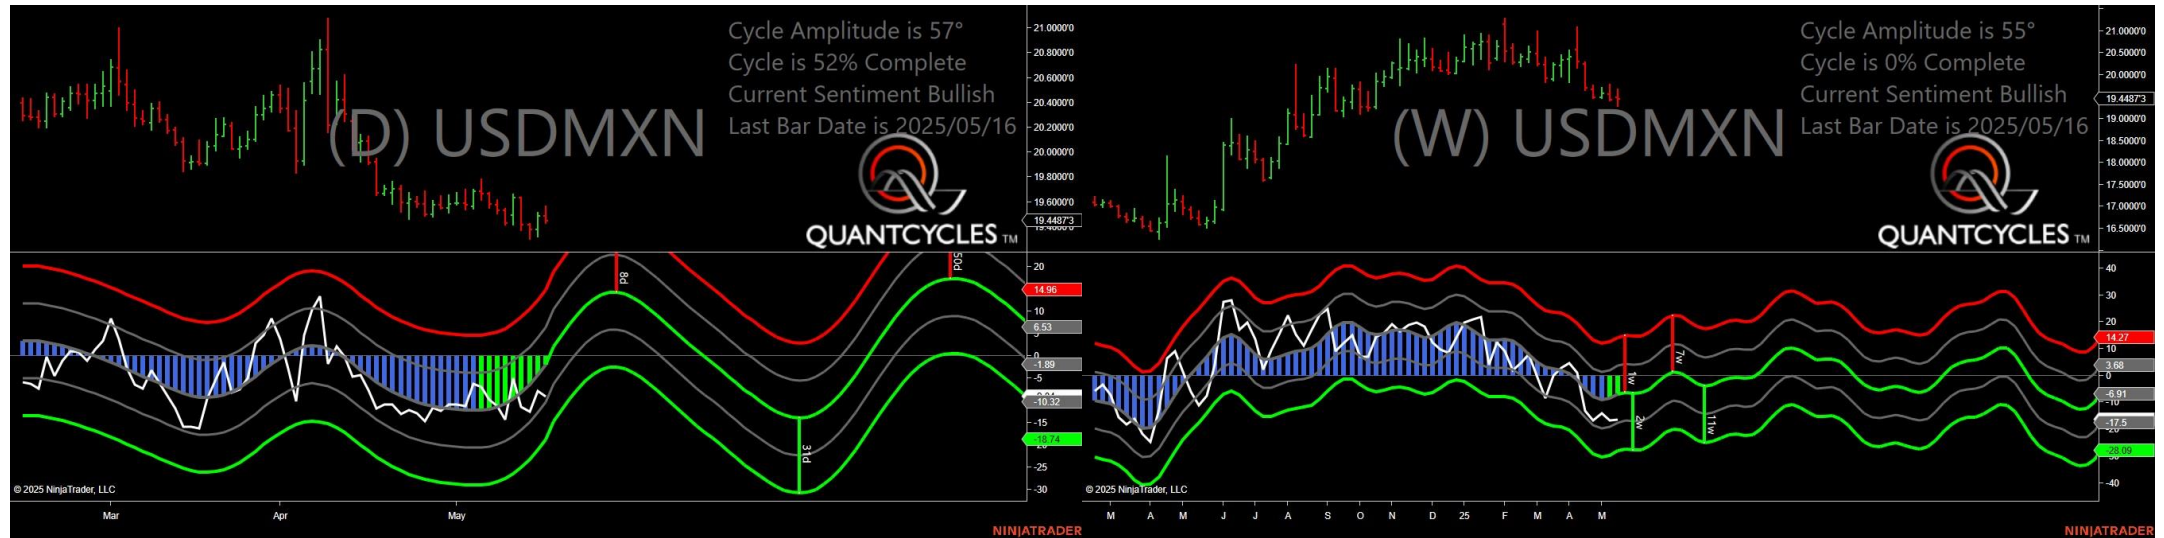 Cycle Amplitude is 57°
Cycle is 52% Complete
Current Sentiment Bullish
Last Bar Date is 2025/05/16
(D) USDMXN
QUANTCYCLES TM
21.0000'0
20.8000'0
20.6000'0
20.4000'0
20.2000'0
20.0000'0
19.8000'0
19.6000'0
19.4487'3
8d
50d
31d
20
14.96
10
6.53
0
-1.89
-5
-10.32
-15
-18.74
-25
-30
© 2025 NinjaTrader, LLC
Mar
Apr
May
NINJATRADER
Cycle Amplitude is 55°
Cycle is 0% Complete
Current Sentiment Bullish
Last Bar Date is 2025/05/16
(W) USDMXN
QUANTCYCLES TM
21.0000'0
20.5000'0
20.0000'0
19.4487'3
19.0000'0
18.5000'0
18.0000'0
17.5000'0
17.0000'0
16.5000'0
1w
2w
7w
11w
40
30
20
14.27
10
3.68
0
-6.91
-17.5
-28.09
-40
© 2025 NinjaTrader, LLC
M A M J J A S O N D 25 F M A M
NINJATRADER